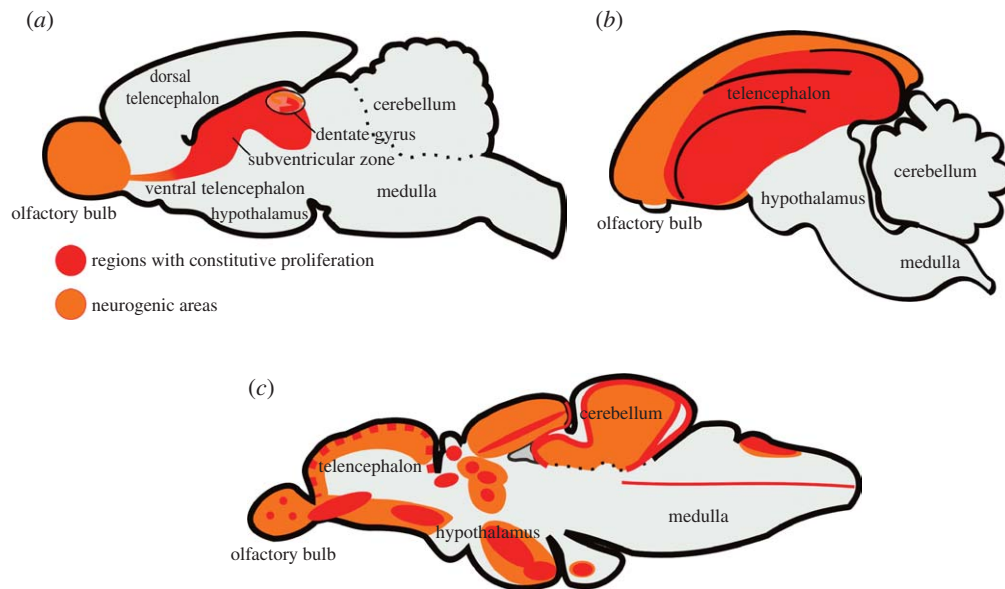 (a)
dorsal
telencephalon
cerebellum
dentate gyrus
subventricular zone
ventral telencephalon
medulla
hypothalamus
olfactory bulb
regions with constitutive proliferation
neurogenic areas
(b)
telencephalon
cerebellum
hypothalamus
olfactory bulb
medulla
(c)
cerebellum
telencephalon
medulla
hypothalamus
olfactory bulb